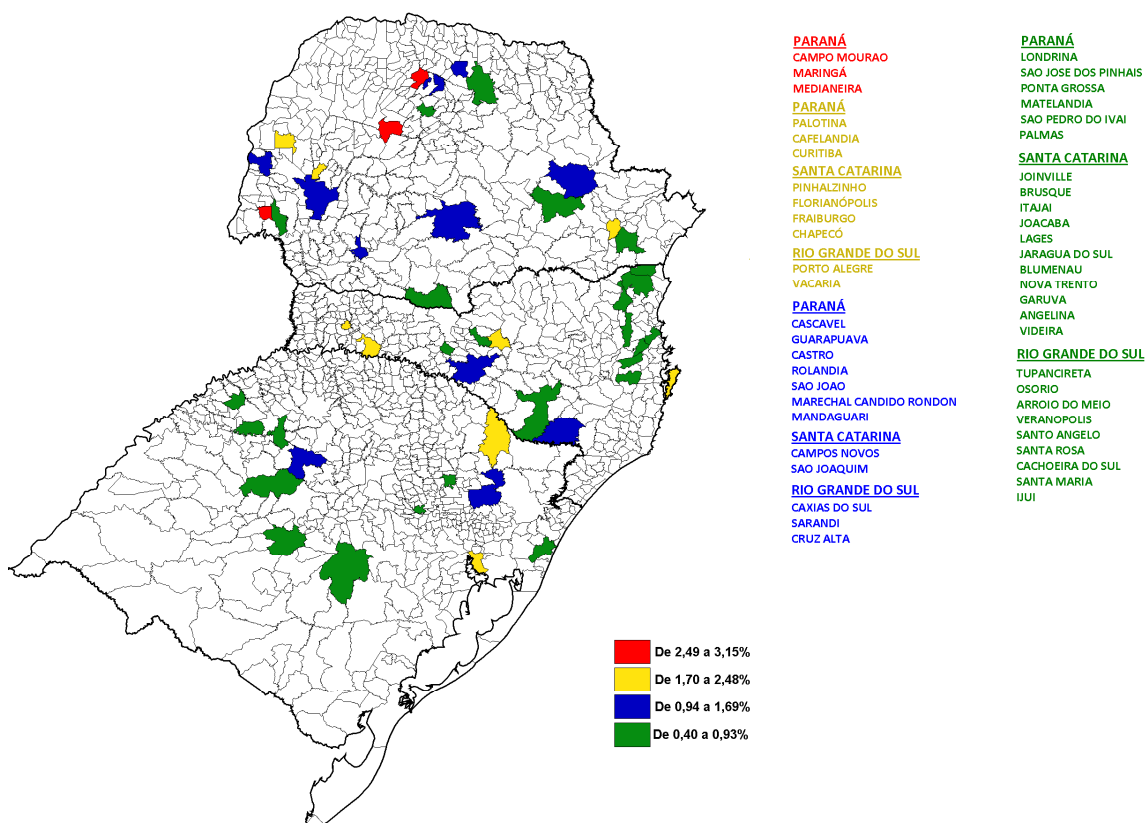 PARANÁ
CAMPO MOURAO
MARINGÁ
MEDIANEIRA
PARANÁ
PALOTINA
CAFELANDIA
CURITIBA
SANTA CATARINA
PINHALZINHO
FLORIANÓPOLIS
FRAIBURGO
CHAPECÓ
RIO GRANDE DO SUL
PORTO ALEGRE
VACARIA
PARANÁ
CASCAVEL
GUARAPUAVA
CASTRO
ROLANDIA
SAO JOAO
MARECHAL CANDIDO RONDON
MANDAGUARI
SANTA CATARINA
CAMPOS NOVOS
SAO JOAQUIM
RIO GRANDE DO SUL
CAXIAS DO SUL
SARANDI
CRUZ ALTA
PARANÁ
LONDRINA
SAO JOSE DOS PINHAIS
PONTA GROSSA
MATELANDIA
SAO PEDRO DO IVAI
PALMAS
SANTA CATARINA
JOINVILLE
BRUSQUE
ITAJAI
JOACABA
LAGES
JARAGUA DO SUL
BLUMENAU
NOVA TRENTO
GARUVA
ANGELINA
VIDEIRA
RIO GRANDE DO SUL
TUPANCIRETA
OSORIO
ARROIO DO MEIO
VERANOPOLIS
SANTO ANGELO
SANTA ROSA
CACHOEIRA DO SUL
SANTA MARIA
IJUI
De 2,49 a 3,15%
De 1,70 a 2,48%
De 0,94 a 1,69%
De 0,40 a 0,93%